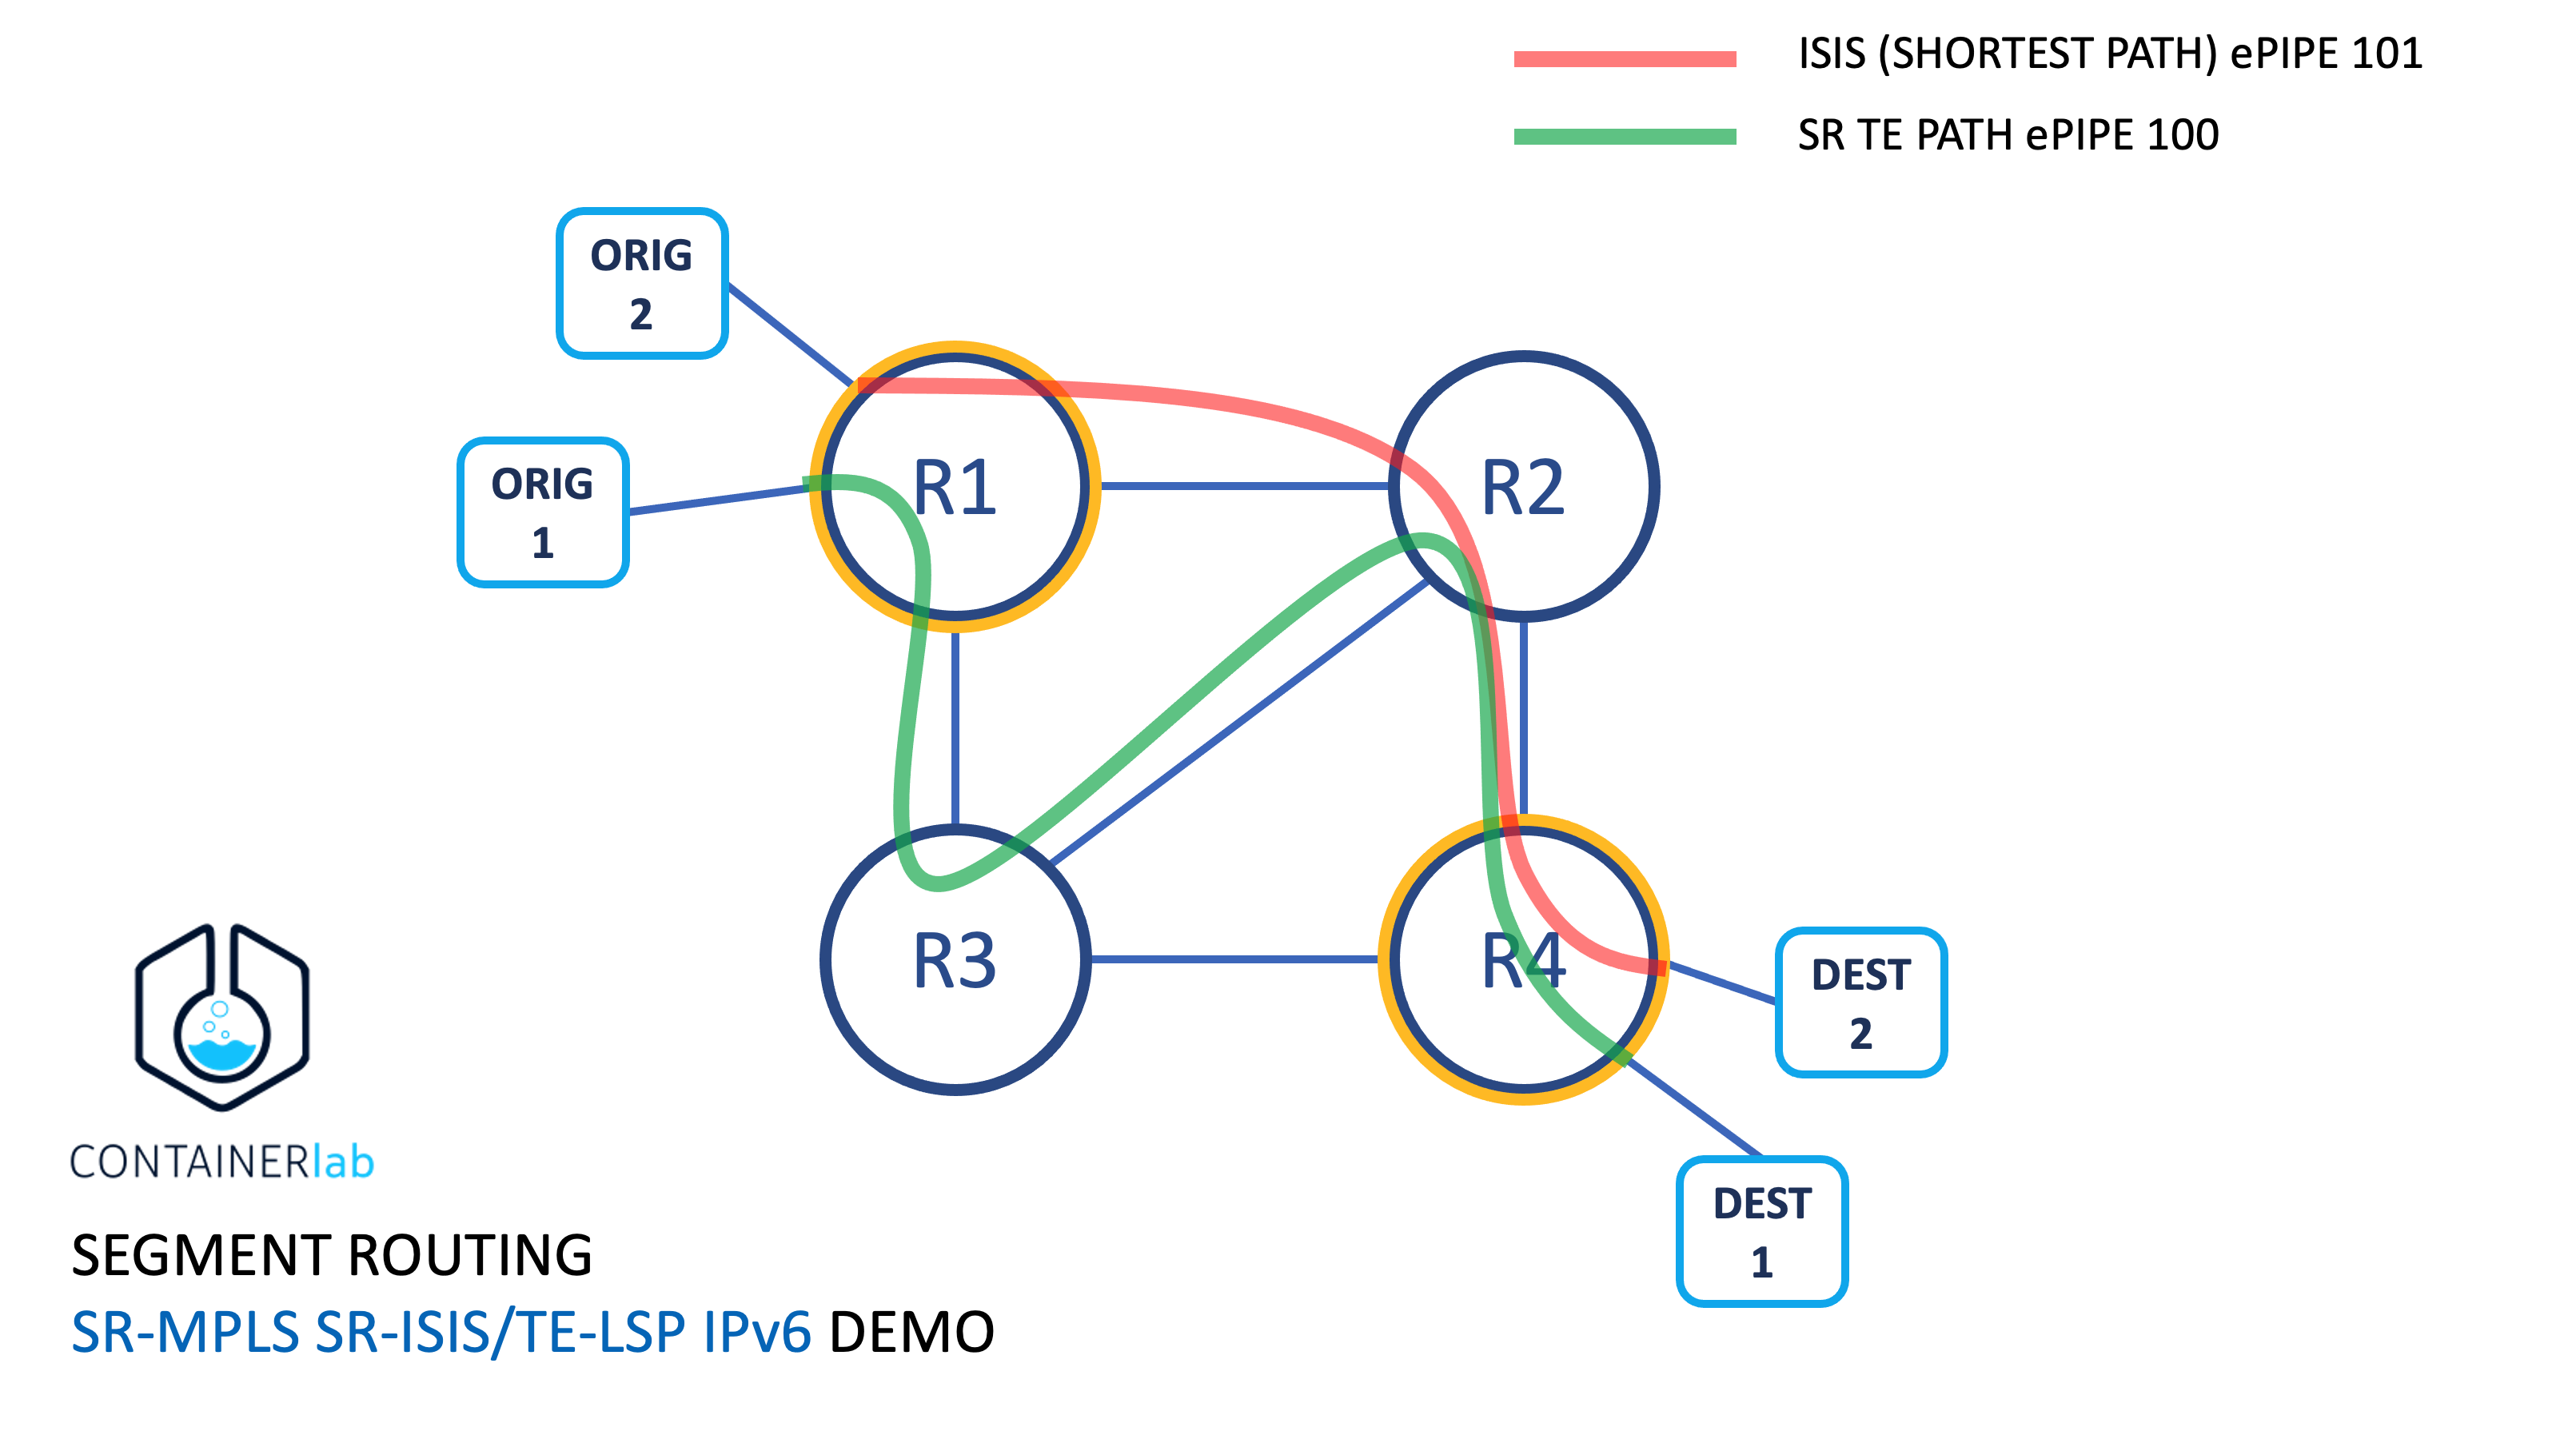 ISIS (SHORTEST PATH) ePIPE 101
SR TE PATH ePIPE 100
ORIG
2
ORIG
1
R1
R2
R3
R4
DEST
2
DEST
1
CONTAINERlab
SEGMENT ROUTING
SR-MPLS SR-ISIS/TE-LSP IPv6 DEMO